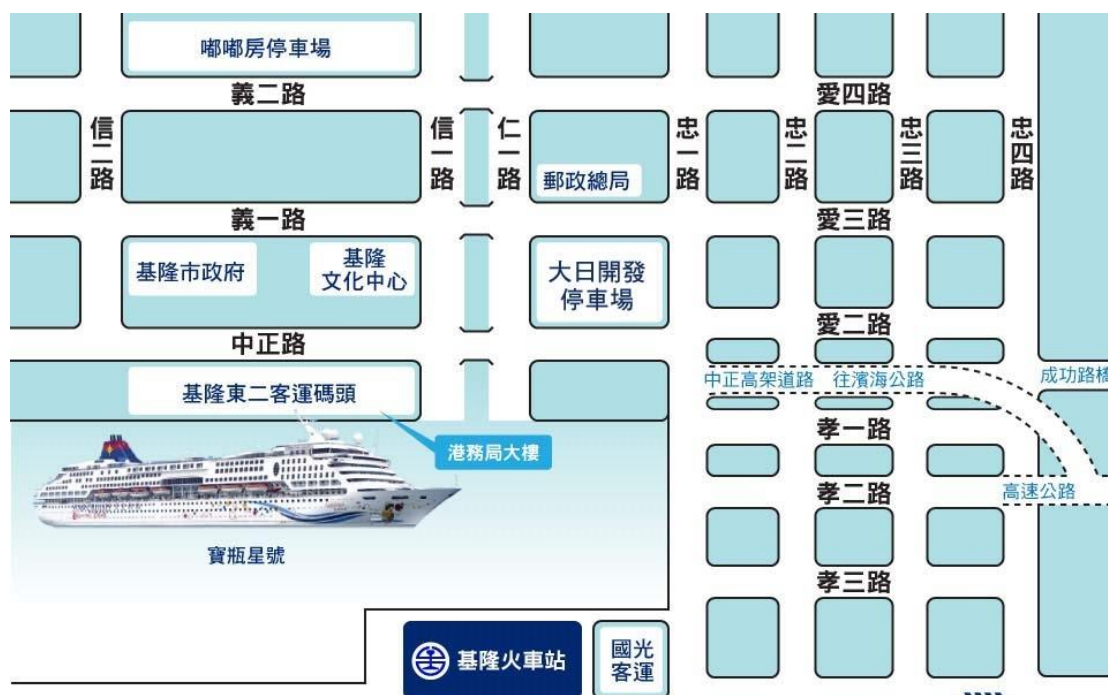 嘟嘟房停車場
義二路
愛四路
信二路
信一路
仁一路
忠一路
忠二路
忠三路
忠四路
郵政總局
義一路
愛三路
基隆市政府
基隆
文化中心
大日開發
停車場
中正路
愛二路
中正高架道路
往濱海公路
成功路橋
基隆東二客運碼頭
孝一路
港務局大樓
孝二路
高速公路
寶瓶星號
孝三路
基隆火車站
國光
客運